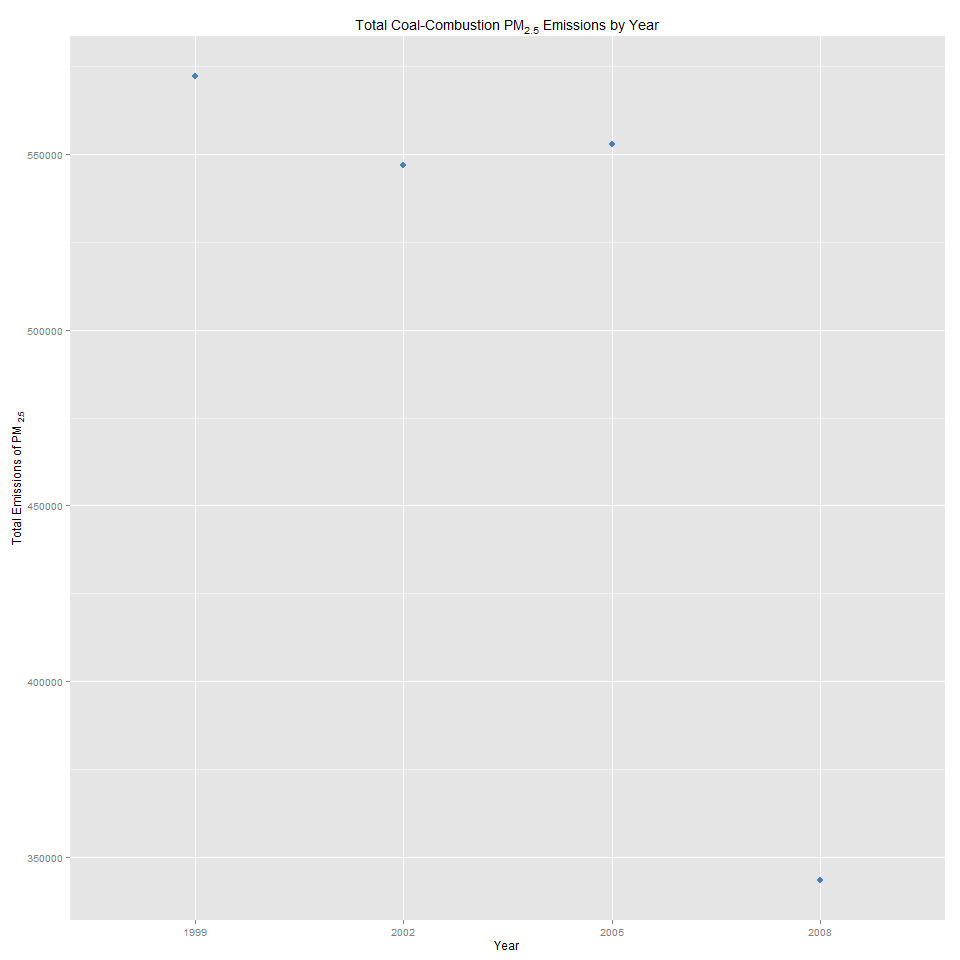 Total Coal-Combustion PM2.5 Emissions by Year
Total Emissions of PM 2.5
550000
500000
450000
400000
350000
1999 2002 2005 2008
Year